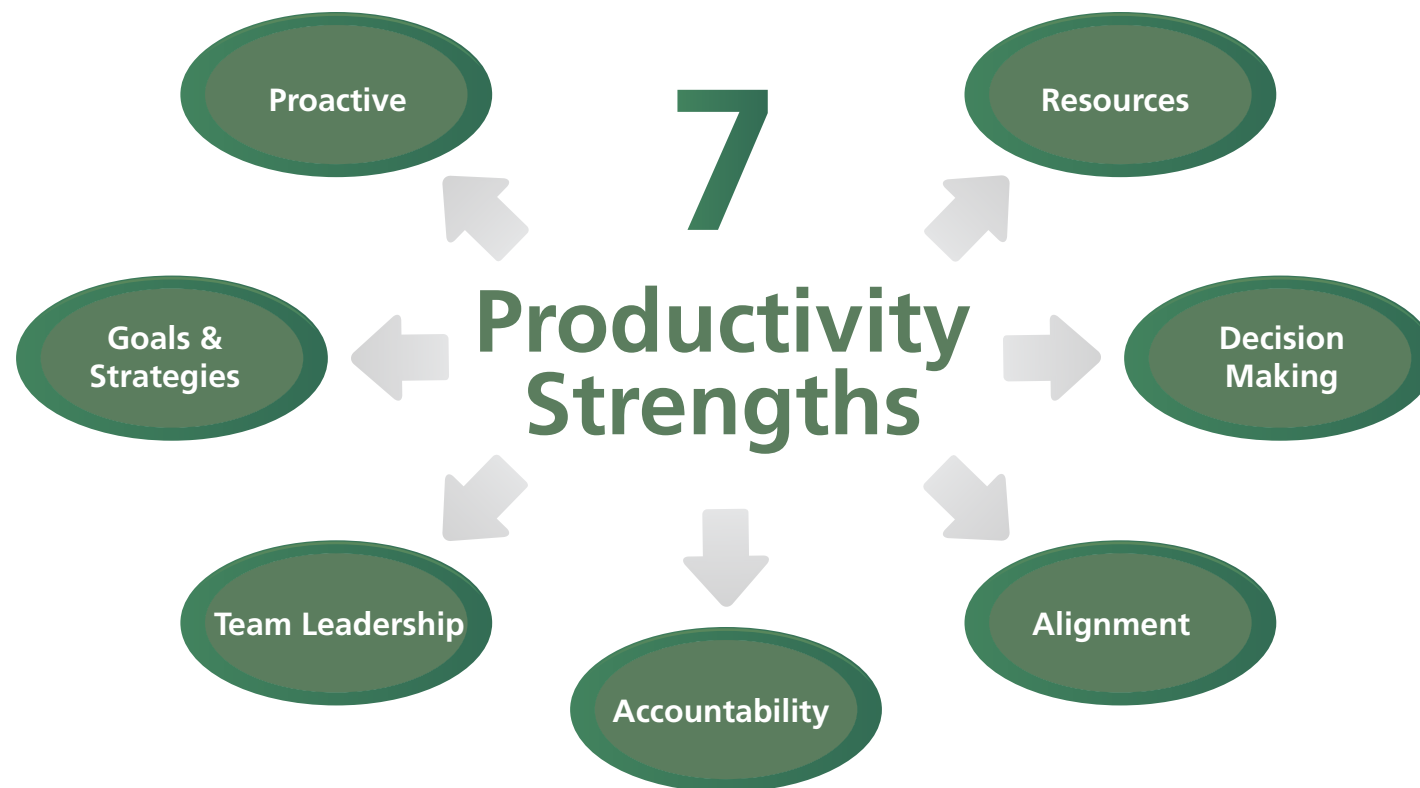 7
Productivity
Strengths
Proactive
Resources
Goals &
Strategies
Decision
Making
Team Leadership
Alignment
Accountability